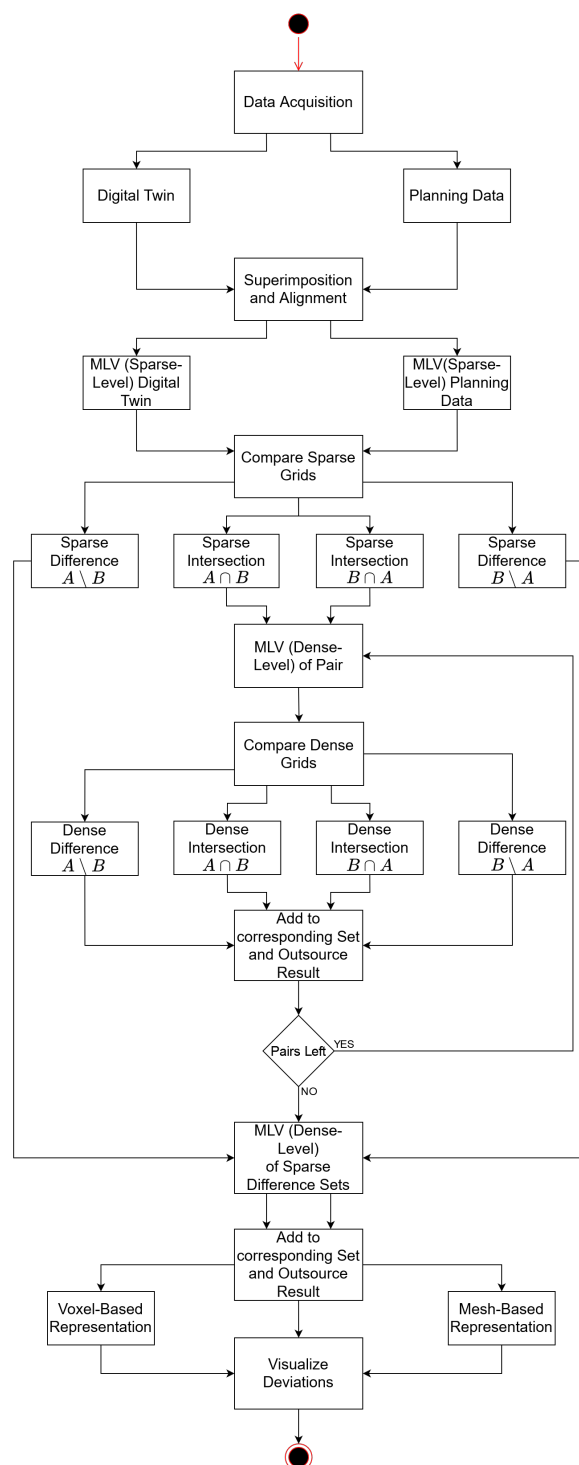 Data Acquisition
Digital Twin
Planning Data
Superimposition
and Alignment
MLV (Sparse-
Level) Digital
Twin
MLV(Sparse-
Level) Planning
Data
Compare Sparse
Grids
Sparse
Difference
A \ B
Sparse
Intersection
A ∩ B
Sparse
Intersection
B ∩ A
Sparse
Difference
B \ A
MLV (Dense-
Level) of Pair
Compare Dense
Grids
Dense
Difference
A \ B
Dense
Intersection
A ∩ B
Dense
Intersection
B ∩ A
Dense
Difference
B \ A
Add to
corresponding Set
and Outsource
Result
Pairs Left
YES
NO
MLV (Dense-
Level)
of Sparse
Difference Sets
Add to
corresponding Set
and Outsource
Result
Voxel-Based
Representation
Mesh-Based
Representation
Visualize
Deviations